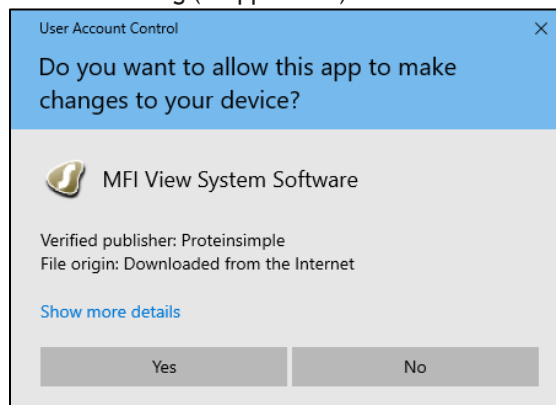 User Account Control
Do you want to allow this app to make
changes to your device?
MFI View System Software
Verified publisher: Proteinsimple
File origin: Downloaded from the Internet
Show more details
Yes No